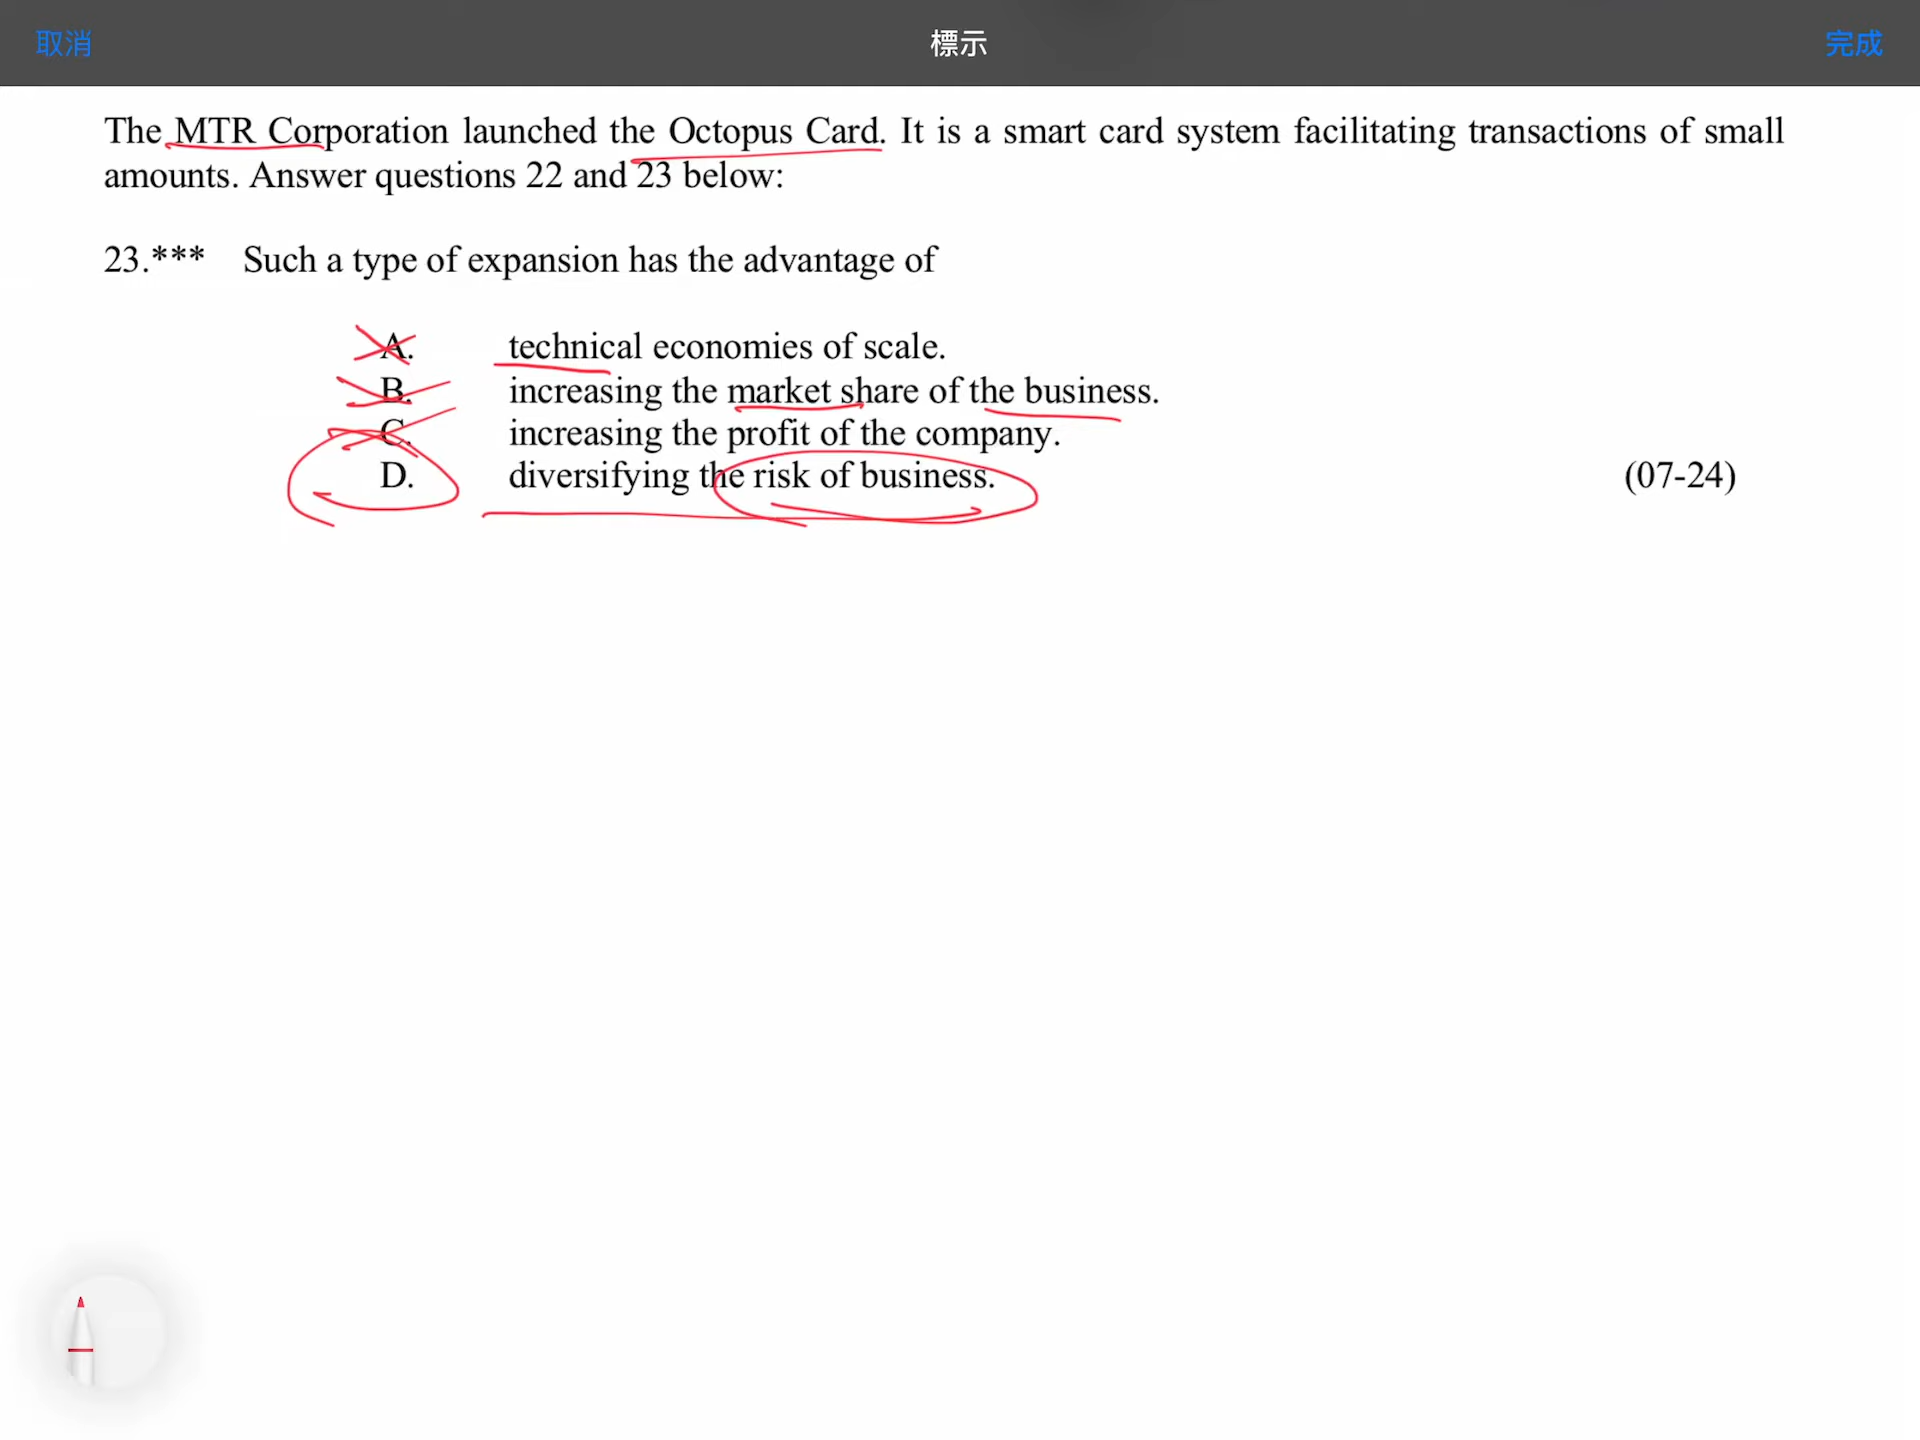 取消 標示 完成
The MTR Corporation launched the Octopus Card. It is a smart card system facilitating transactions of small
amounts. Answer questions 22 and 23 below:
23.*** Such a type of expansion has the advantage of
A. technical economies of scale.
B. increasing the market share of the business.
C. increasing the profit of the company.
D. diversifying the risk of business. (07-24)